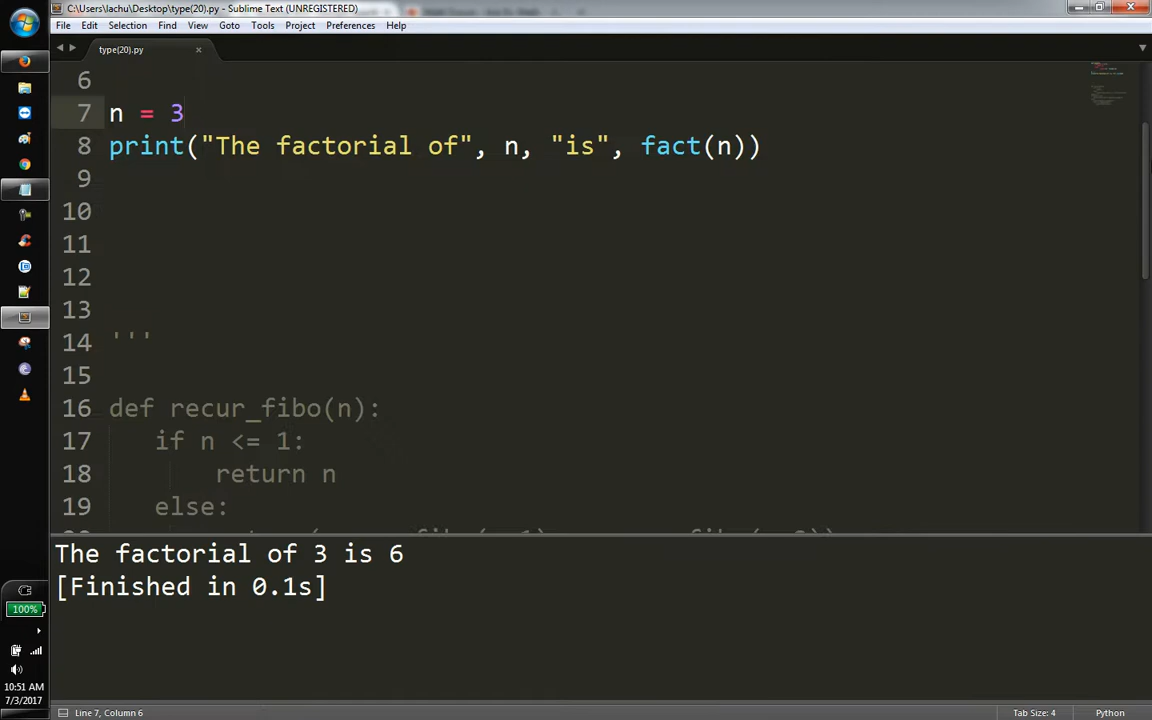 C:\Users\lachu\Desktop\type(20).py - Sublime Text (UNREGISTERED)
File Edit Selection Find View Goto Tools Project Preferences Help
type(20).py
6
7 n = 3
8 print("The factorial of", n, "is", fact(n))
9
10
11
12
13
14 '''
15
16 def recur_fibo(n):
17 if n <= 1:
18 return n
19 else:
The factorial of 3 is 6
[Finished in 0.1s]
100%
10:51 AM
7/3/2017
Line 7, Column 6
Tab Size: 4
Python